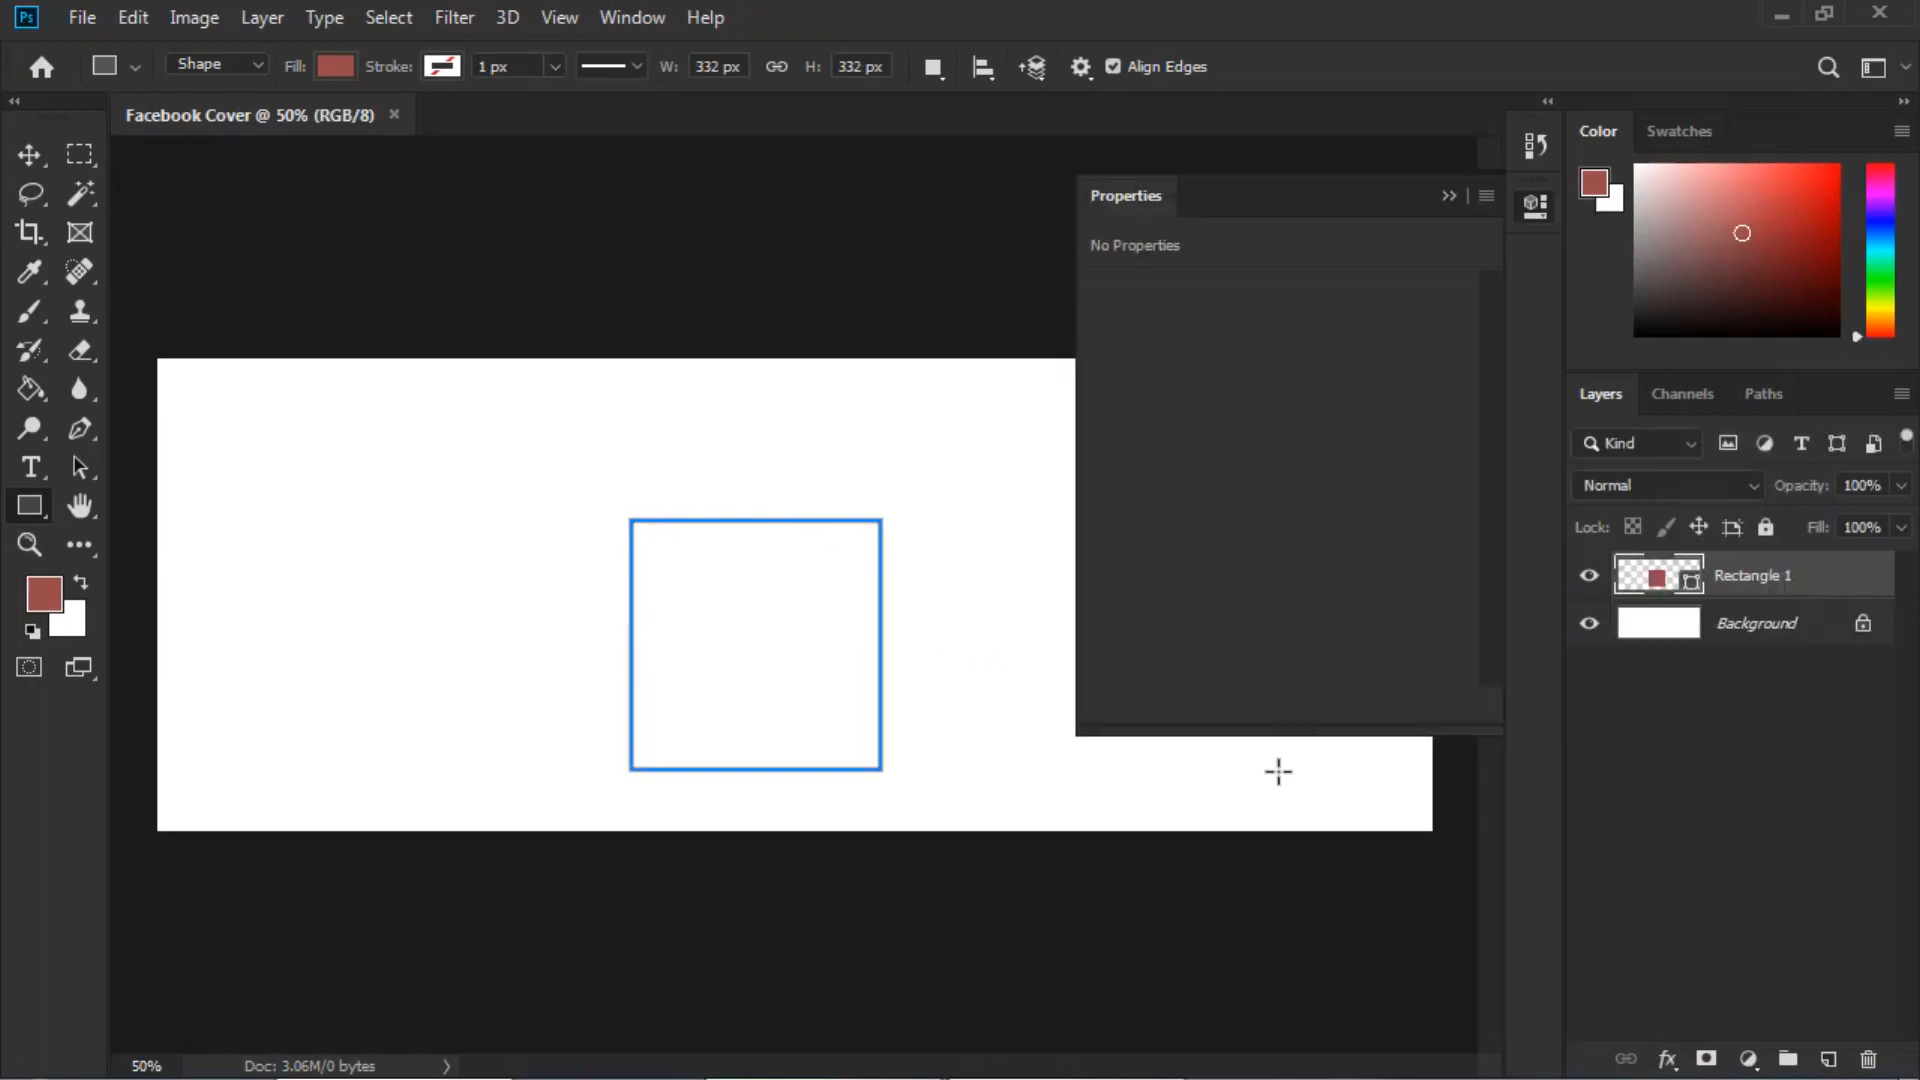 Ps File Edit Image Layer Type Select Filter 3D View Window Help
Shape Fill: Stroke: 1 px W: 332 px H: 332 px Align Edges
Facebook Cover @ 50% (RGB/8)
Color Swatches
Properties
No Properties
Layers Channels Paths
Kind
Normal Opacity: 100%
Lock: Fill: 100%
Rectangle 1
Background
50% Doc: 3.06M/0 bytes